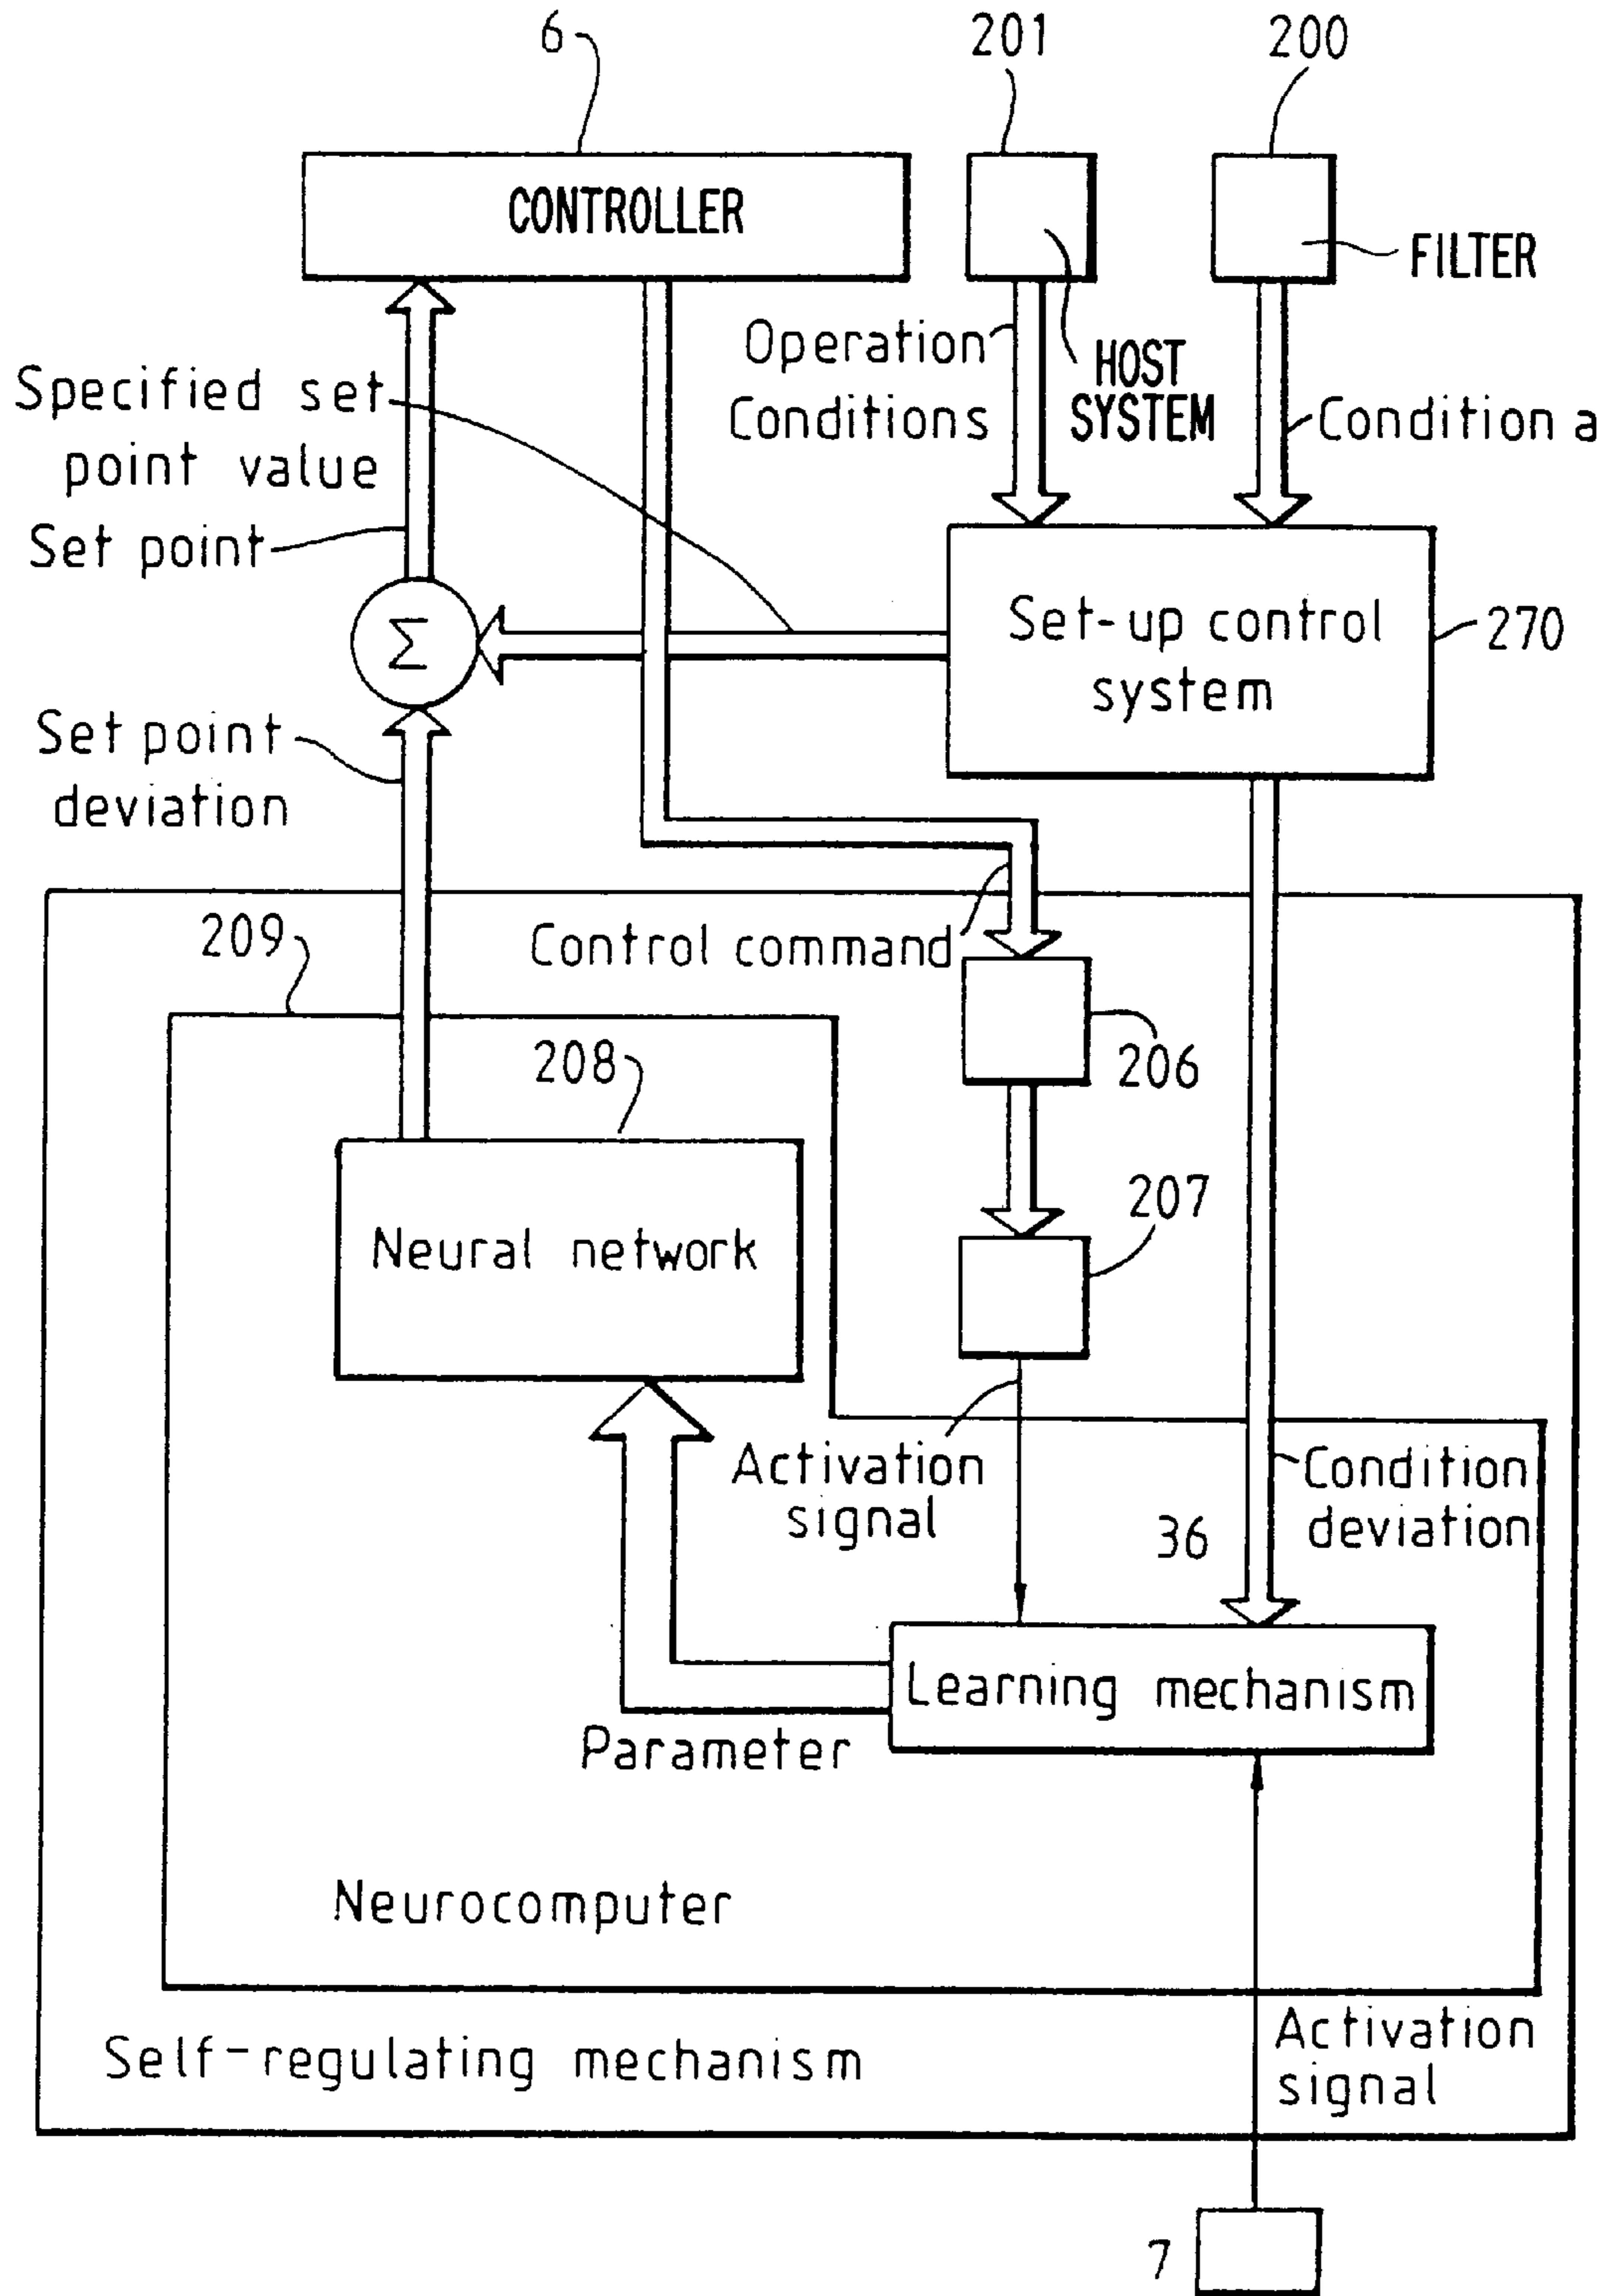 6
201
200
CONTROLLER
FILTER
Operation
Conditions
HOST
SYSTEM
Condition a
Specified set
point value
Set point
Σ
Set-up control
system
270
Set point
deviation
209
Control command
206
208
207
Neural network
Activation
signal
Condition
deviation
36
Learning mechanism
Parameter
Neurocomputer
Activation
signal
Self-regulating mechanism
7